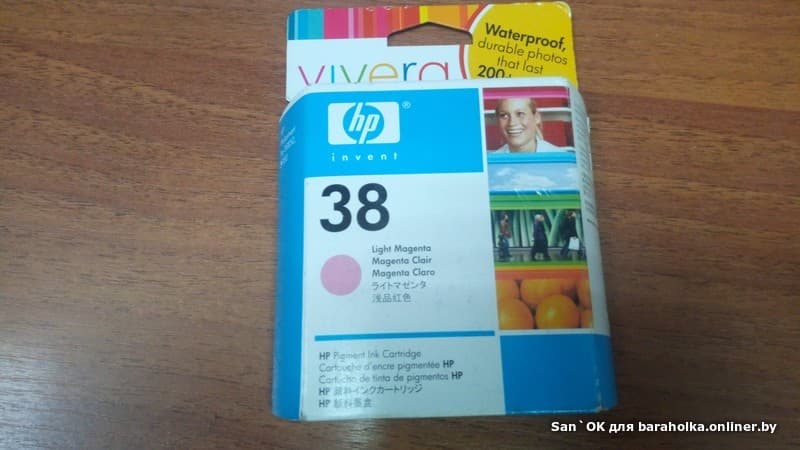 vivera
Waterproof,
durable photos
that last
200
hp
®
invent
38
Light Magenta
Magenta Clair
Magenta Claro
ライトマゼンタ
浅品红色
HP Pigment Ink Cartridge
Cartouche d'encre pigmentée HP
Cartucho de tinta de pigmentos HP
HP 顔料インクカートリッジ
HP 颜料墨盒
San`OK для baraholka.onliner.by